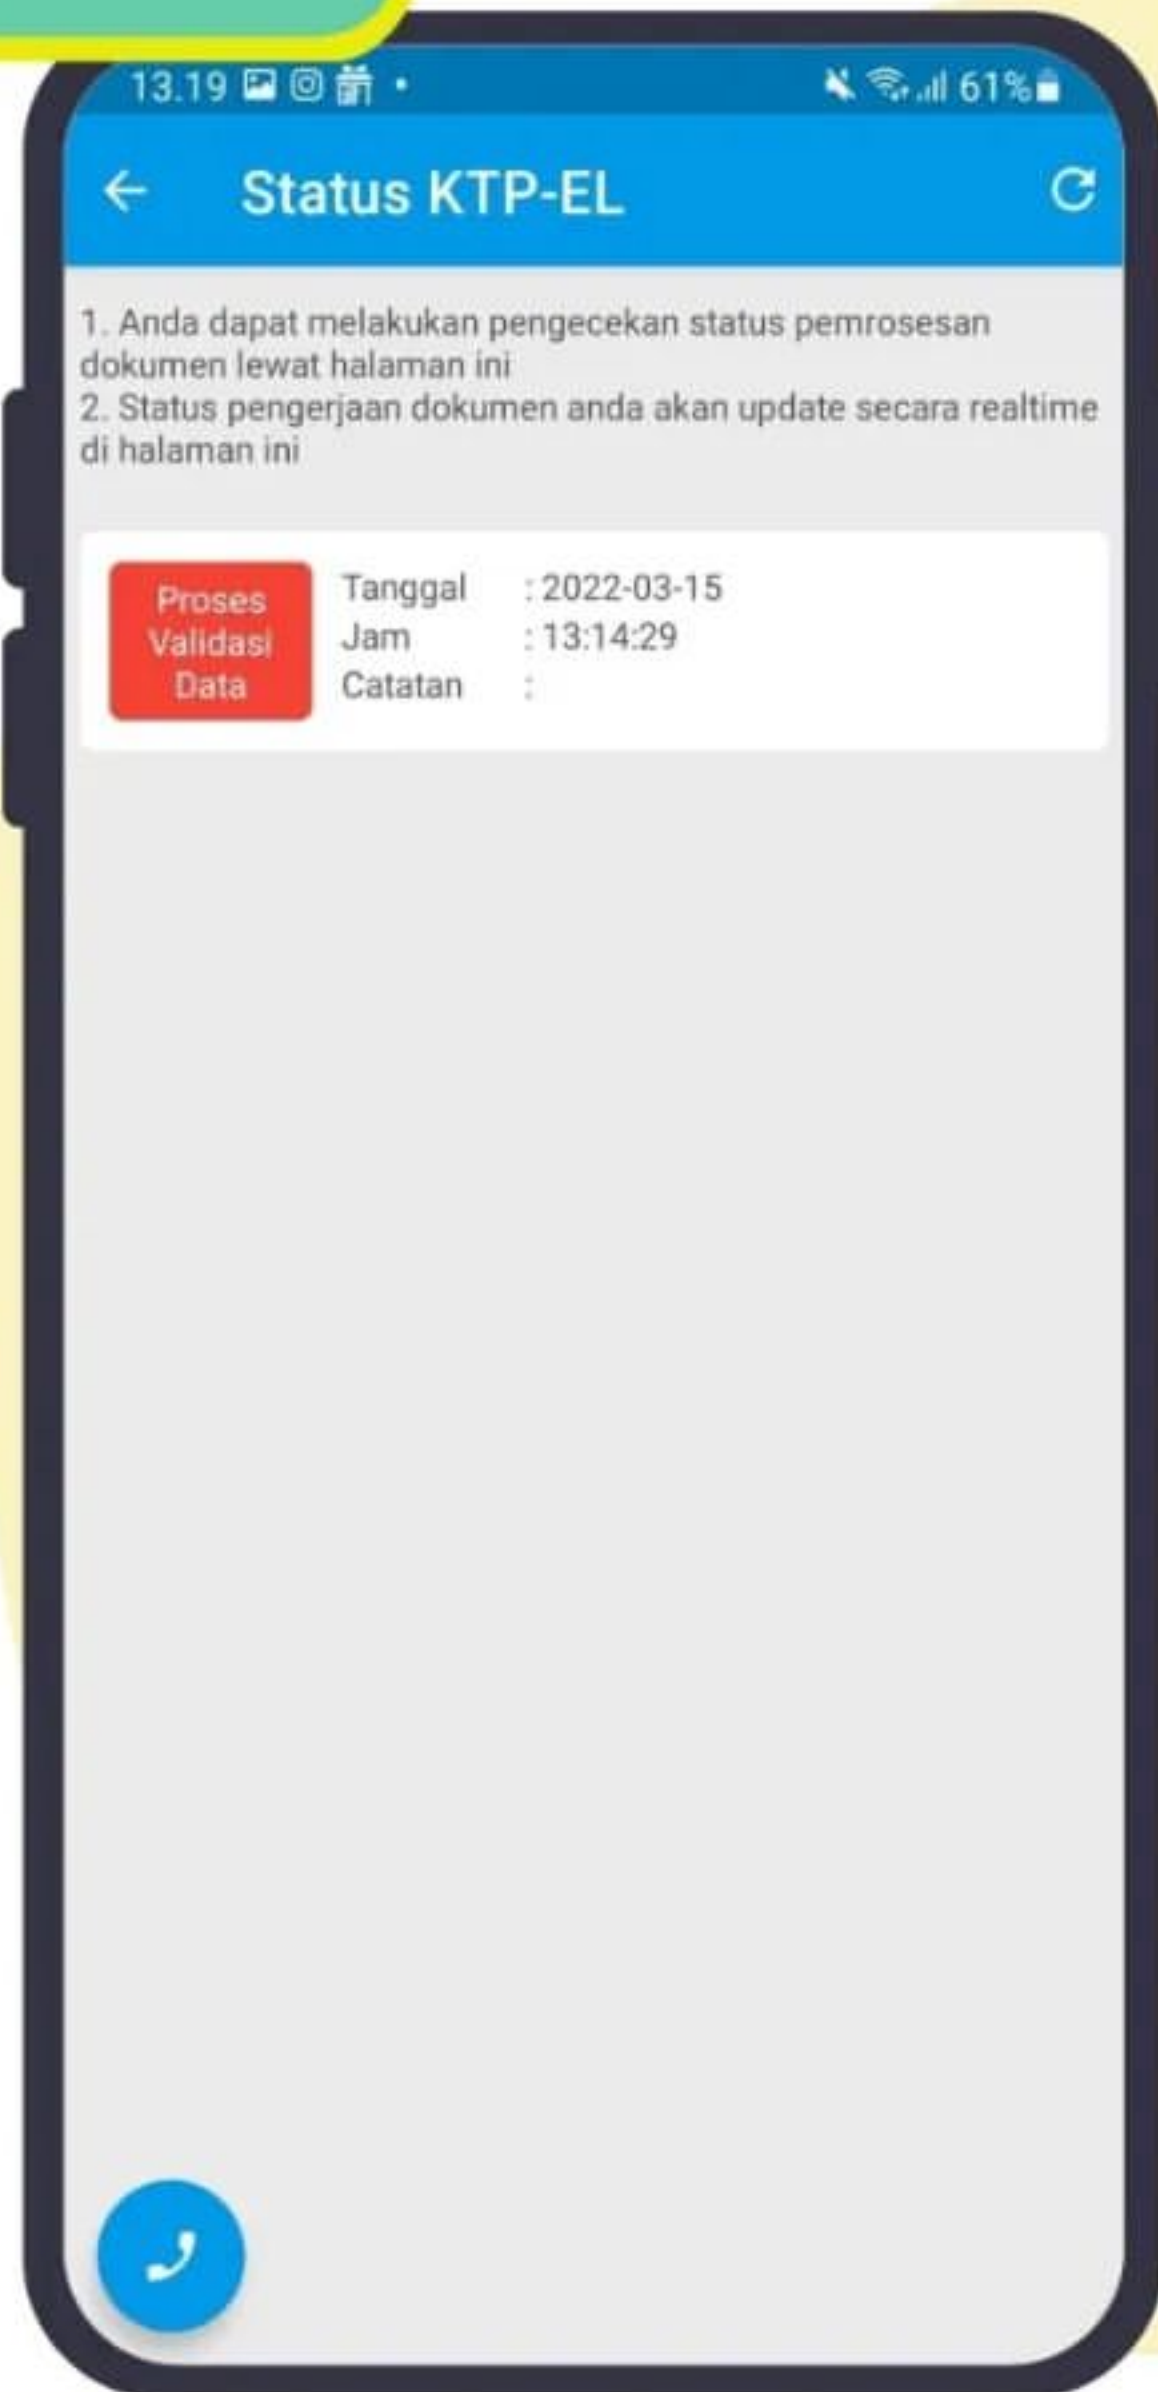 13.19 61%
Status KTP-EL
1. Anda dapat melakukan pengecekan status pemrosesan
dokumen lewat halaman ini
2. Status pengerjaan dokumen anda akan update secara realtime
di halaman ini
Proses
Validasi
Data
Tanggal : 2022-03-15
Jam : 13:14:29
Catatan :